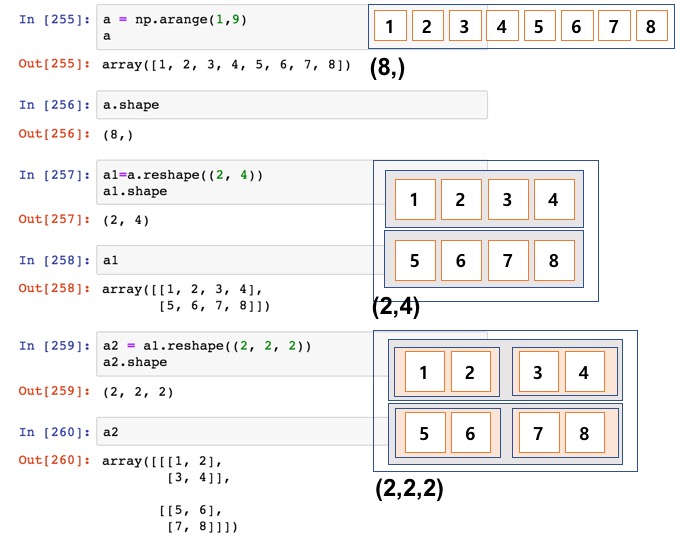 In [255]: a = np.arange(1,9)
a
1 2 3 4 5 6 7 8
Out[255]: array([1, 2, 3, 4, 5, 6, 7, 8])
(8,)
In [256]: a.shape
Out[256]: (8,)
In [257]: a1=a.reshape((2, 4))
a1.shape
Out[257]: (2, 4)
1 2 3 4
5 6 7 8
(2,4)
In [258]: a1
Out[258]: array([[1, 2, 3, 4],
[5, 6, 7, 8]])
In [259]: a2 = a1.reshape((2, 2, 2))
a2.shape
Out[259]: (2, 2, 2)
1 2 3 4
5 6 7 8
(2,2,2)
In [260]: a2
Out[260]: array([[[1, 2],
[3, 4]],
[[5, 6],
[7, 8]]])